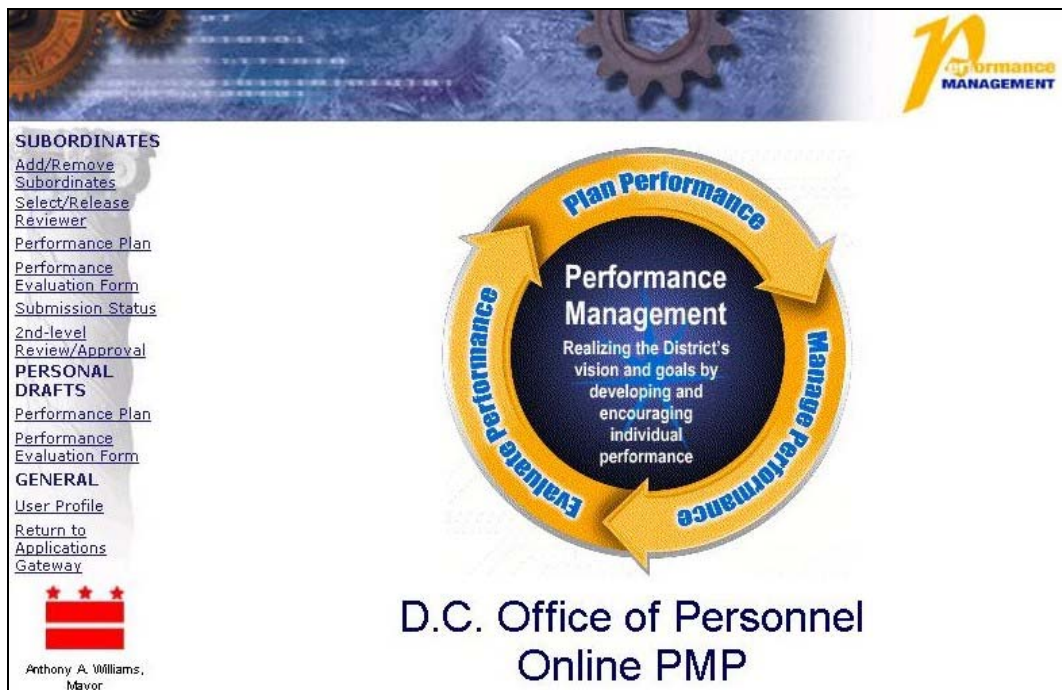 Performance
MANAGEMENT
SUBORDINATES
Add/Remove
Subordinates
Select/Release
Reviewer
Performance Plan
Performance
Evaluation Form
Submission Status
2nd-level
Review/Approval
PERSONAL
DRAFTS
Performance Plan
Performance
Evaluation Form
GENERAL
User Profile
Return to
Applications
Gateway
Anthony A. Williams,
Mayor
Plan Performance
Manage Performance
Evaluate Performance
Performance
Management
Realizing the District's
vision and goals by
developing and
encouraging
individual
performance
D.C. Office of Personnel
Online PMP